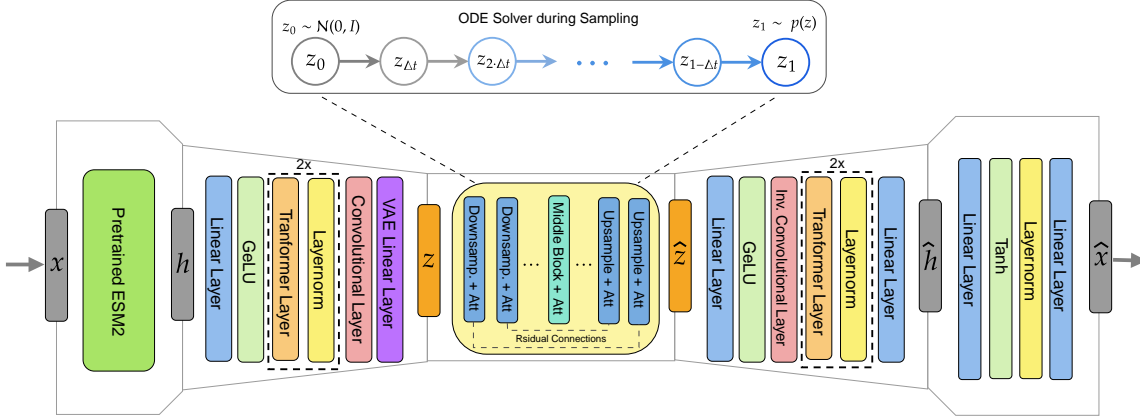 ODE Solver during Sampling
z₀ ~ N(0, I)
z₁ ~ p(z)
z₀
z_Δt
z_2·Δt
...
z_1−Δt
z₁
x
Pretrained ESM2
h
Linear Layer
GeLU
2x
Tranformer Layer
Layernorm
Convolutional Layer
VAE Linear Layer
z
Downsamp. + Att
Downsamp. + Att
...
Middle Block + Att
...
Upsample + Att
Upsample + Att
Rsidual Connections
ẑ
Linear Layer
GeLU
Inv. Convolutional Layer
2x
Tranformer Layer
Layernorm
Linear Layer
ĥ
Linear Layer
Tanh
Layernorm
Linear Layer
x̂